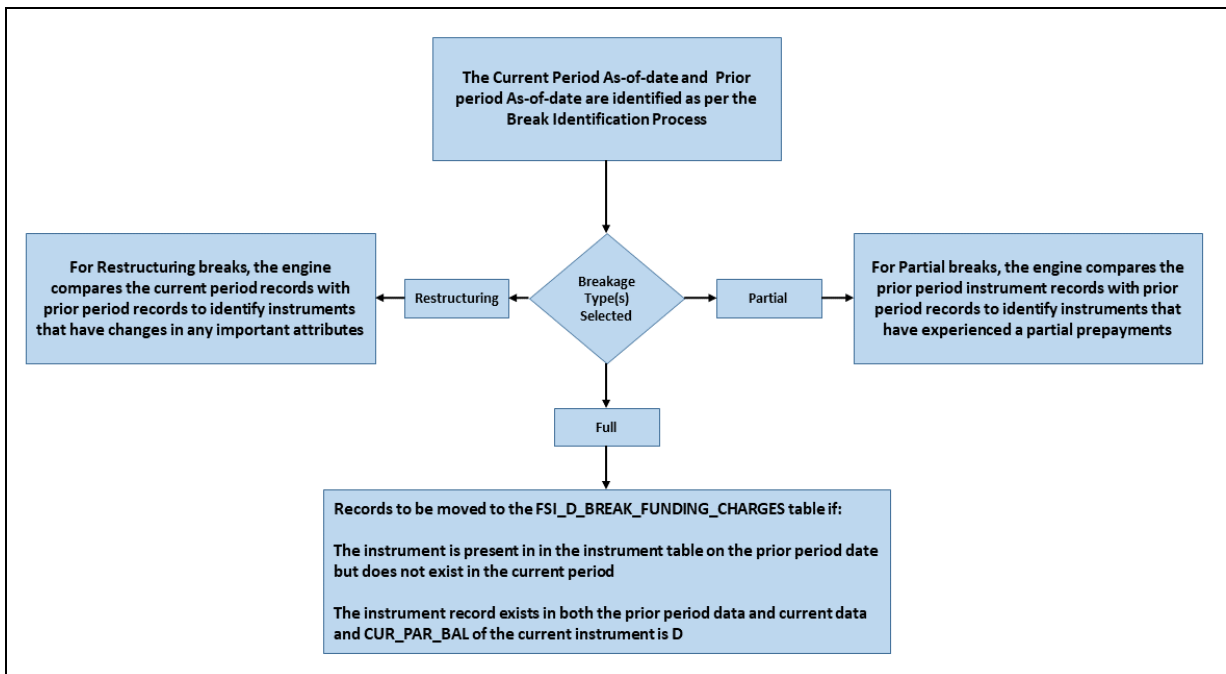 The Current Period As-of-date and Prior
period As-of-date are identified as per the
Break Identification Process
For Restructuring breaks, the engine
compares the current period records with
prior period records to identify instruments
that have changes in any important attributes
Restructuring
Breakage
Type(s)
Selected
Partial
For Partial breaks, the engine compares the
prior period instrument records with prior
period records to identify instruments that
have experienced a partial prepayments
Full
Records to be moved to the FSI_D_BREAK_FUNDING_CHARGES table if:
The instrument is present in in the instrument table on the prior period date
but does not exist in the current period
The instrument record exists in both the prior period data and current data
and CUR_PAR_BAL of the current instrument is D